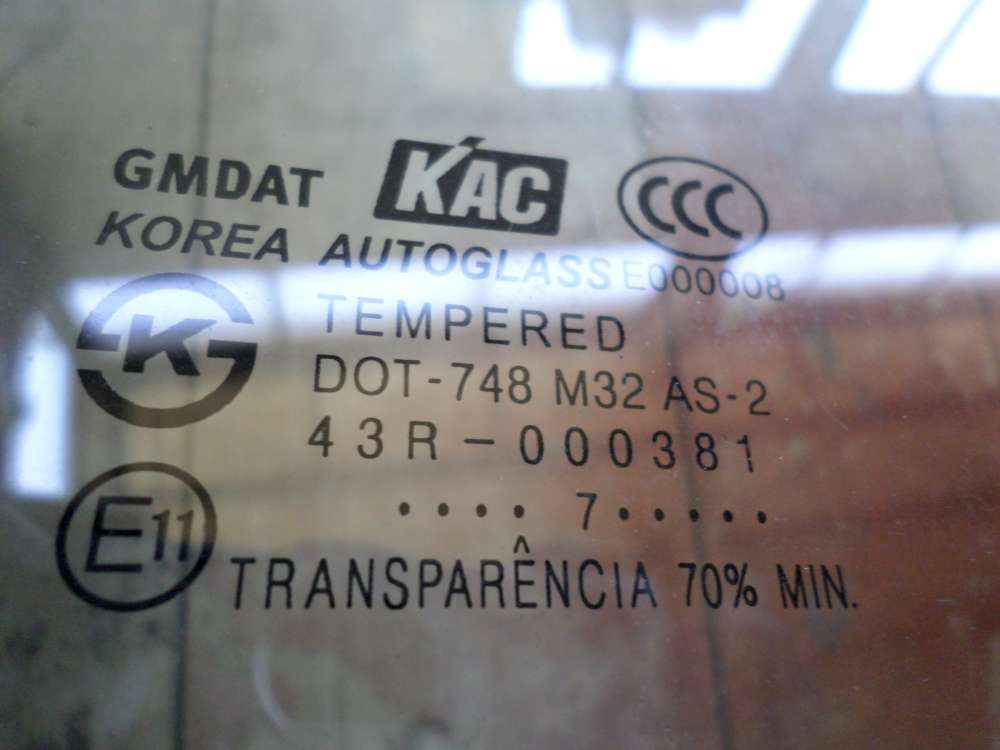 GMDAT KAC CCC
KOREA AUTOGLASS E000008
K TEMPERED
DOT-748 M32 AS-2
43R-000381
.... 7.....
E11
TRANSPARÊNCIA 70% MIN.